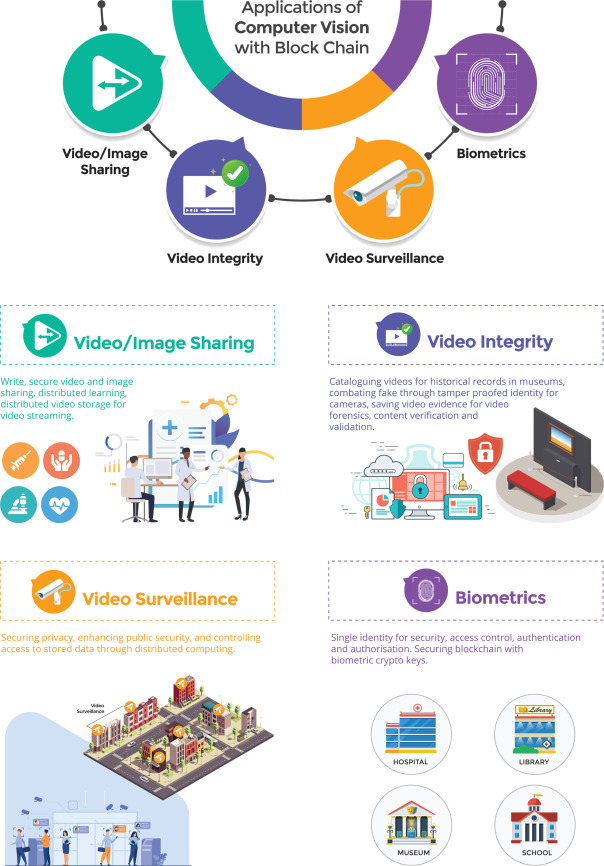 Applications of
Computer Vision
with Block Chain
Video/Image
Sharing
Video Integrity
Video Surveillance
Biometrics
Video/Image Sharing
Write, secure video and image
sharing, distributed learning,
distributed video storage for
video streaming.
Video Integrity
Cataloguing videos for historical records in museums,
combating fake through tamper proofed identity for
cameras, saving video evidence for video
forensics, content verification and
validation.
Video Surveillance
Securing privacy, enhancing public security, and controlling
access to stored data through distributed computing.
Video
Surveillance
Biometrics
Single identity for security, access control, authentication
and authorisation. Securing blockchain with
biometric crypto keys.
HOSPITAL
Library
LIBRARY
MUSEUM
SCHOOL